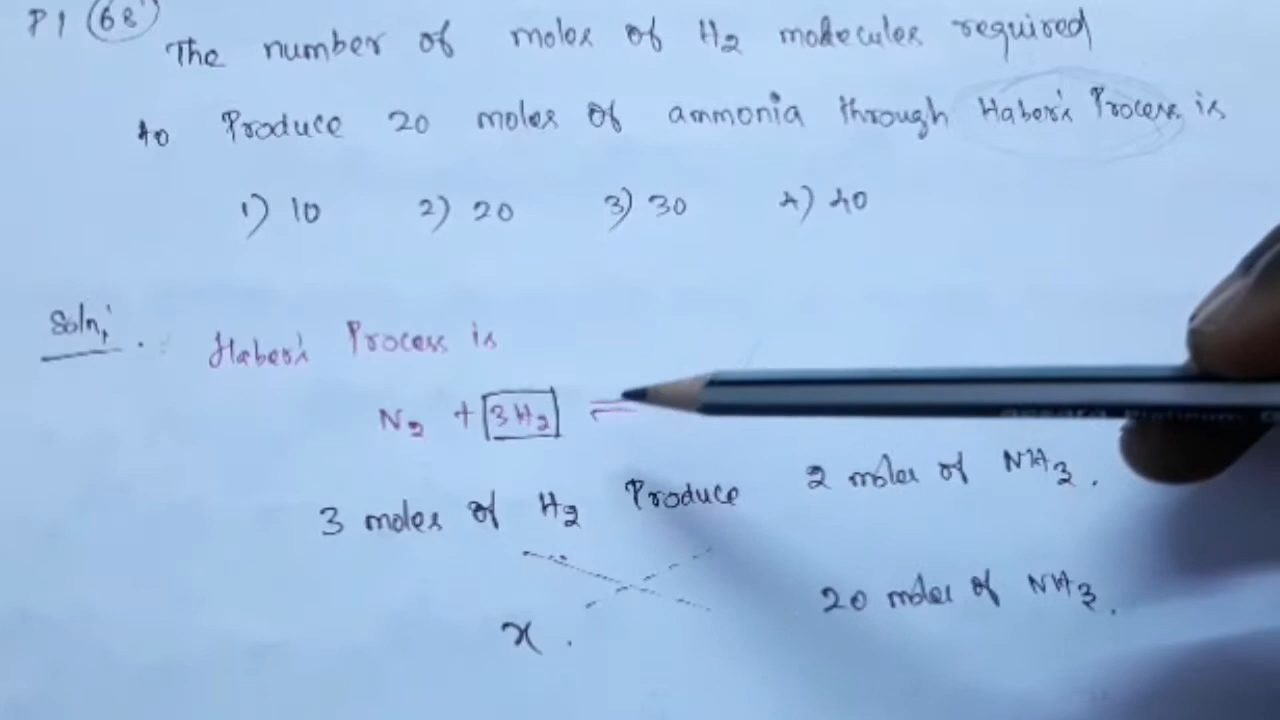 P1 68
The number of moles of H₂ molecules required
to Produce 20 moles of ammonia through Haber's Process is
1) 10 2) 20 3) 30 4) 40
Soln,
Haber's Process is
N₂ + 3H₂ ⇌
3 moles of H₂ Produce 2 moles of NH₃.
x. 20 moles of NH₃.